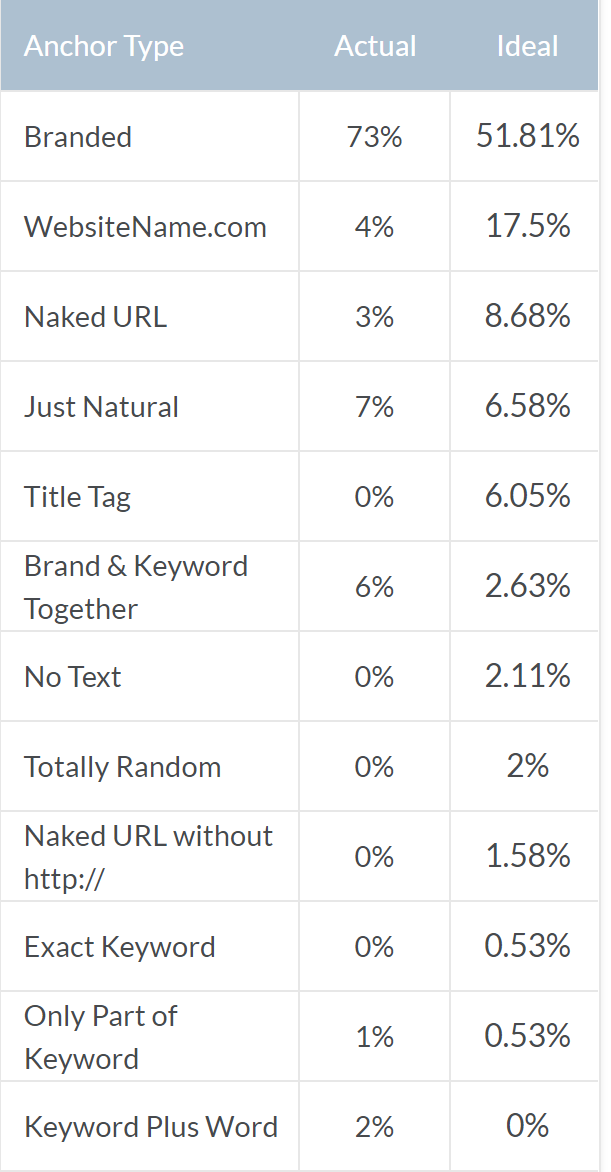 Anchor Type Actual Ideal
Branded 73% 51.81%
WebsiteName.com 4% 17.5%
Naked URL 3% 8.68%
Just Natural 7% 6.58%
Title Tag 0% 6.05%
Brand & Keyword
Together 6% 2.63%
No Text 0% 2.11%
Totally Random 0% 2%
Naked URL without
http:// 0% 1.58%
Exact Keyword 0% 0.53%
Only Part of
Keyword 1% 0.53%
Keyword Plus Word 2% 0%